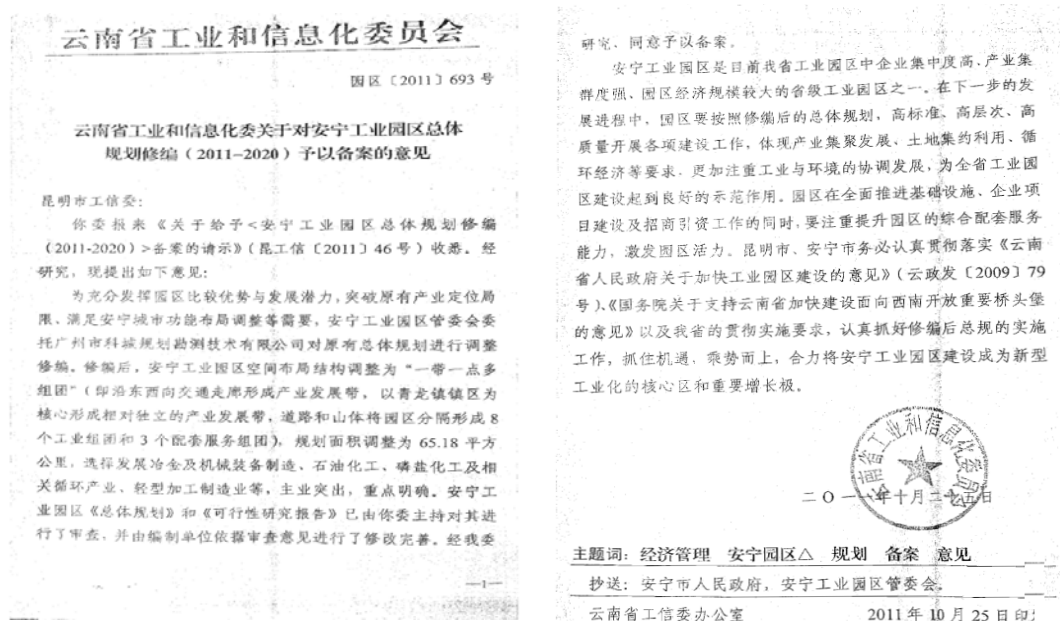 云南省工业和信息化委员会
园区〔2011〕693号
云南省工业和信息化委关于对安宁工业园区总体
规划修编（2011-2020）予以备案的意见
昆明市工信委：
你委报来《关于给予<安宁工业园区总体规划修编
（2011-2020）>备案的请示》（昆工信〔2011〕46号）收悉。经
研究，现提出如下意见：
为充分发挥园区比较优势与发展潜力，突破原有产业定位局
限、满足安宁城市功能布局调整等需要，安宁工业园区管委会委
托广州市科城规划勘测技术有限公司对原有总体规划进行调整
修编。修编后，安宁工业园区空间布局结构调整为“一带一点多
组团”（即沿东西向交通走廊形成产业发展带，以青龙镇镇区为
核心形成相对独立的产业发展带，道路和山体将园区分隔形成8
个工业组团和3个配套服务组团），规划面积调整为65.18平方
公里，选择发展冶金及机械装备制造、石油化工、磷盐化工及相
关循环产业、轻型加工制造业等，主业突出，重点明确。安宁工
业园区《总体规划》和《可行性研究报告》已由你委主持对其进
行了审查，并由编制单位依据审查意见进行了修改完善。经我委
—1—
研究、同意予以备案。
安宁工业园区是目前我省工业园区中企业集中度高、产业集
群度强、园区经济规模较大的省级工业园区之一。在下一步的发
展进程中，园区要按照修编后的总体规划，高标准、高层次、高
质量开展各项建设工作，体现产业集聚发展、土地集约利用、循
环经济等要求，更加注重工业与环境的协调发展，为全省工业园
区建设起到良好的示范作用。园区在全面推进基础设施、企业项
目建设及招商引资工作的同时，要注重提升园区的综合配套服务
能力，激发园区活力。昆明市、安宁市务必认真贯彻落实《云南
省人民政府关于加快工业园区建设的意见》（云政发〔2009〕79
号）、《国务院关于支持云南省加快建设面向西南开放重要桥头堡
的意见》以及我省的贯彻实施要求，认真抓好修编后总规的实施
工作，抓住机遇，乘势而上，合力将安宁工业园区建设成为新型
工业化的核心区和重要增长极。
云南省工业和信息化委员会
二〇一一年十月二十五日
主题词：经济管理 安宁园区△ 规划 备案 意见
抄送：安宁市人民政府，安宁工业园区管委会。
云南省工信委办公室 2011年10月25日印